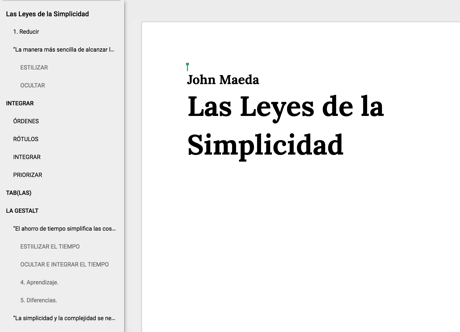 Las Leyes de la Simplicidad
1. Reducir
"La manera más sencilla de alcanzar l...
ESTILIZAR
OCULTAR
INTEGRAR
ÓRDENES
RÓTULOS
INTEGRAR
PRIORIZAR
TAB(LAS)
LA GESTALT
"El ahorro de tiempo simplifica las cos...
ESTIILIZAR EL TIEMPO
OCULTAR E INTEGRAR EL TIEMPO
4. Aprendizaje.
5. Diferencias.
"La simplicidad y la complejidad se ne...
John Maeda
Las Leyes de la
Simplicidad